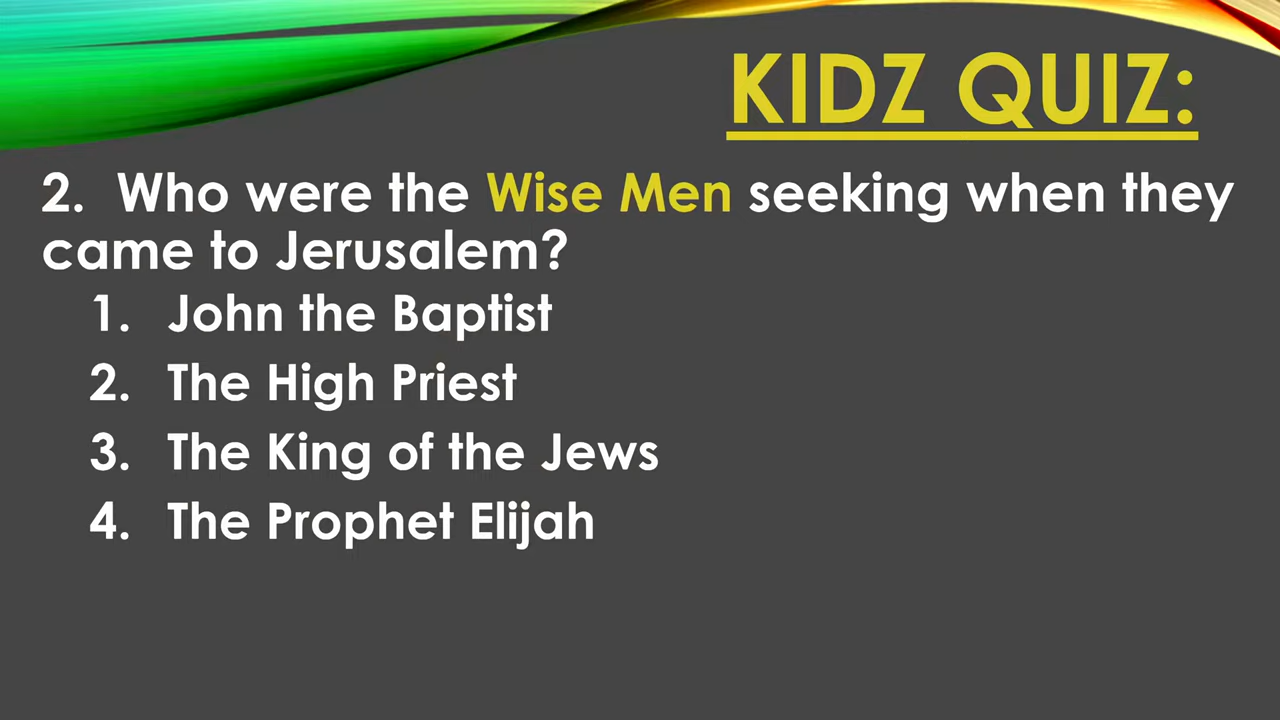 KIDZ QUIZ:
2. Who were the Wise Men seeking when they
came to Jerusalem?
1. John the Baptist
2. The High Priest
3. The King of the Jews
4. The Prophet Elijah